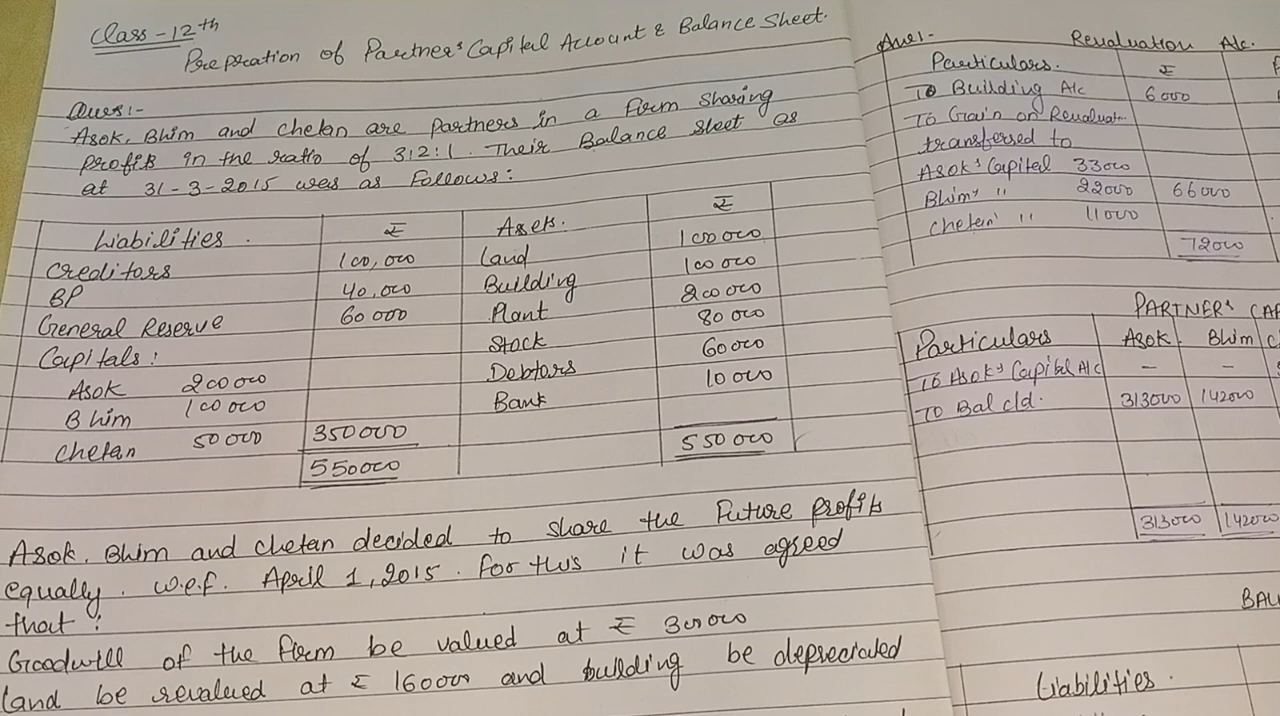 Class - 12th
Prepration of Partner's Capital Account & Balance Sheet.
Ques:-
Asok, Bhim and Chetan are partners in a firm sharing
profits in the ratio of 3:2:1. Their Balance Sheet as
at 31-3-2015 was as follows:
Liabilities. ₹ Assets. ₹
Creditors 100,000 Land 100000
BP 40,000 Building 100000
General Reserve 60000 Plant 200000
Capitals: Stock 80000
Asok 200000 Debtors 60000
Bhim 100000 Bank 10000
Chetan 50000 350000
550000 550000
Asok, Bhim and Chetan decided to share the future profits
equally. w.e.f. April 1, 2015. For this it was agreed
that:
Goodwill of the firm be valued at ₹ 300000
Land be revalued at ₹ 160000 and building be depreciated
Ans:-
Revaluation A/c.
Particulars. ₹
To Building A/c 6000
To Gain on Revaluatn
transferred to
Asok's Capital 33000
Bhim's " 22000 66000
Chetan " 11000
72000
PARTNER'S CAP
Particulars Asok Bhim C
To Asok's Capital A/c - -
To Bal c/d. 313000 142000
313000 142000
BAL
Liabilities.